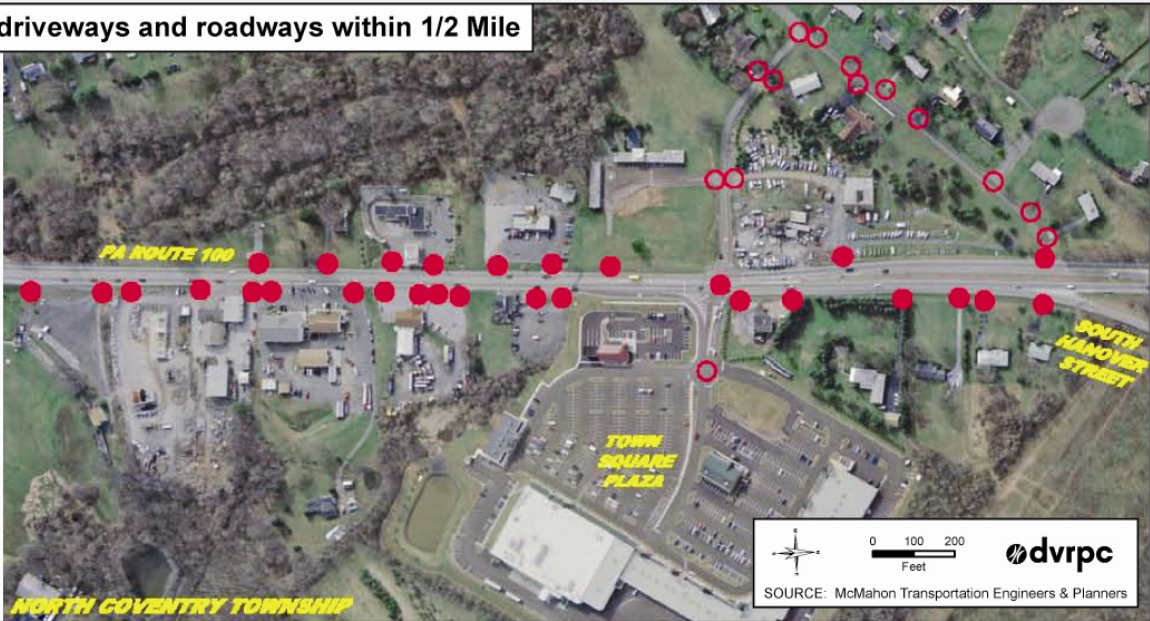 driveways and roadways within 1/2 Mile
PA ROUTE 100
SOUTH
HANOVER
STREET
TOWN
SQUARE
PLAZA
0 100 200
Feet
dvrpc
SOURCE: McMahon Transportation Engineers & Planners
NORTH COVENTRY TOWNSHIP